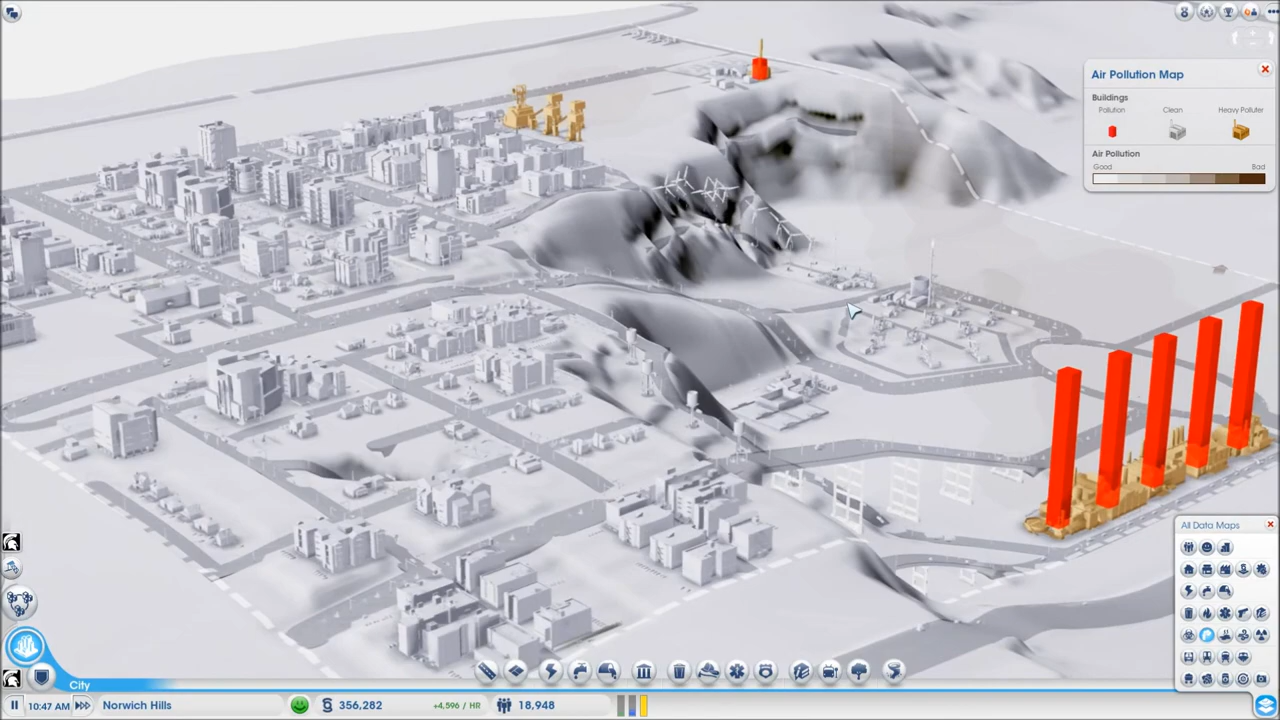 Air Pollution Map
Buildings
Pollution Clean Heavy Polluter
Air Pollution
Good Bad
All Data Maps
City
10:47 AM Norwich Hills 356,282 +4,596 / HR 18,948